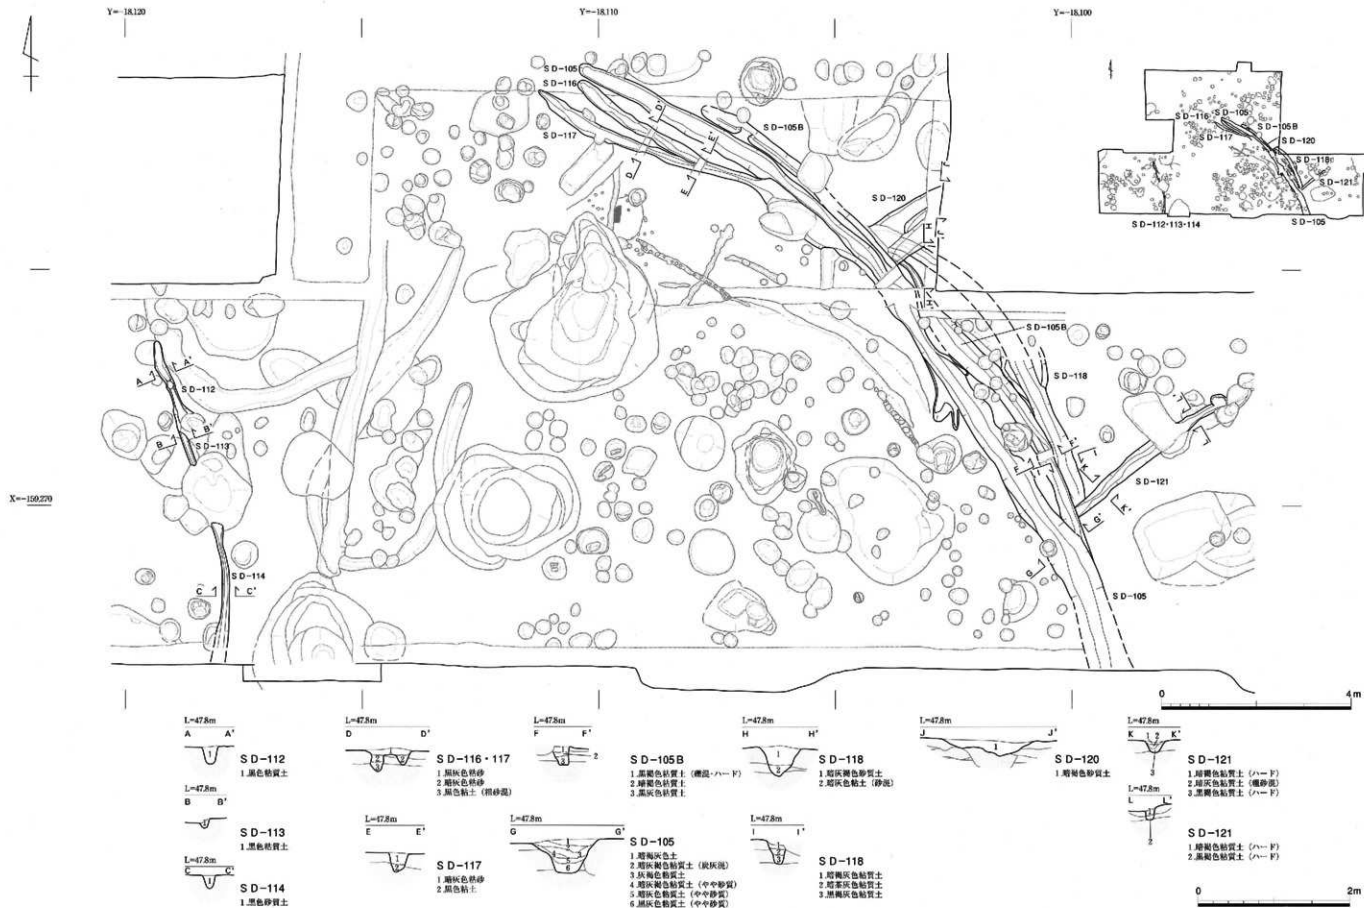 Y=-18,120
Y=-18,110
Y=-18,100
SD-105
SD-116
SD-117
D'
E'
SD-105B
D
E
SD-120
H
J'
H'
SD-105B
SD-118
SD-112
A
A'
B
B'
SD-113
SD-114
C
C'
X=-159,270
F
F'
I
K
K'
SD-121
G'
G
SD-105
SD-116
SD-105
SD-105B
SD-117
SD-120
SD-118
SD-121
SD-112・113・114
SD-105
0 4m
L=47.8m
A A'
SD-112
1.黒色粘質土
L=47.8m
B B'
SD-113
1.黒色粘質土
L=47.8m
C C'
SD-114
1.黒色砂質土
L=47.8m
D D'
SD-116・117
1.黒灰色粘砂
2.暗灰色粘砂
3.黒色粘土(粗砂混)
L=47.8m
E E'
SD-117
1.暗灰色粘砂
2.黒色粘土
L=47.8m
F F'
SD-105B
1.黒褐色粘質土(礫混・ハード)
2.暗褐色粘質土
3.黒灰色粘質土
L=47.8m
G G'
SD-105
1.暗褐灰色土
2.暗灰褐色粘質土(炭灰混)
3.灰褐色粘質土
4.暗灰褐色粘質土(やや砂質)
5.暗灰色粘質土(やや砂質)
6.黒灰色粘質土(やや砂質)
L=47.8m
H H'
SD-118
1.暗灰褐色砂質土
2.暗灰色粘土(砂混)
L=47.8m
I I'
SD-118
1.暗褐灰色粘質土
2.暗茶灰色粘質土
3.黒褐灰色粘質土
L=47.8m
J J'
SD-120
1.暗褐色砂質土
L=47.8m
K K'
SD-121
1.暗褐色粘質土(ハード)
2.暗灰色粘質土(粗砂混)
3.黒褐色粘質土(ハード)
L=47.8m
L L'
SD-121
1.暗褐色粘質土(ハード)
2.黒褐色粘質土(ハード)
0 2m